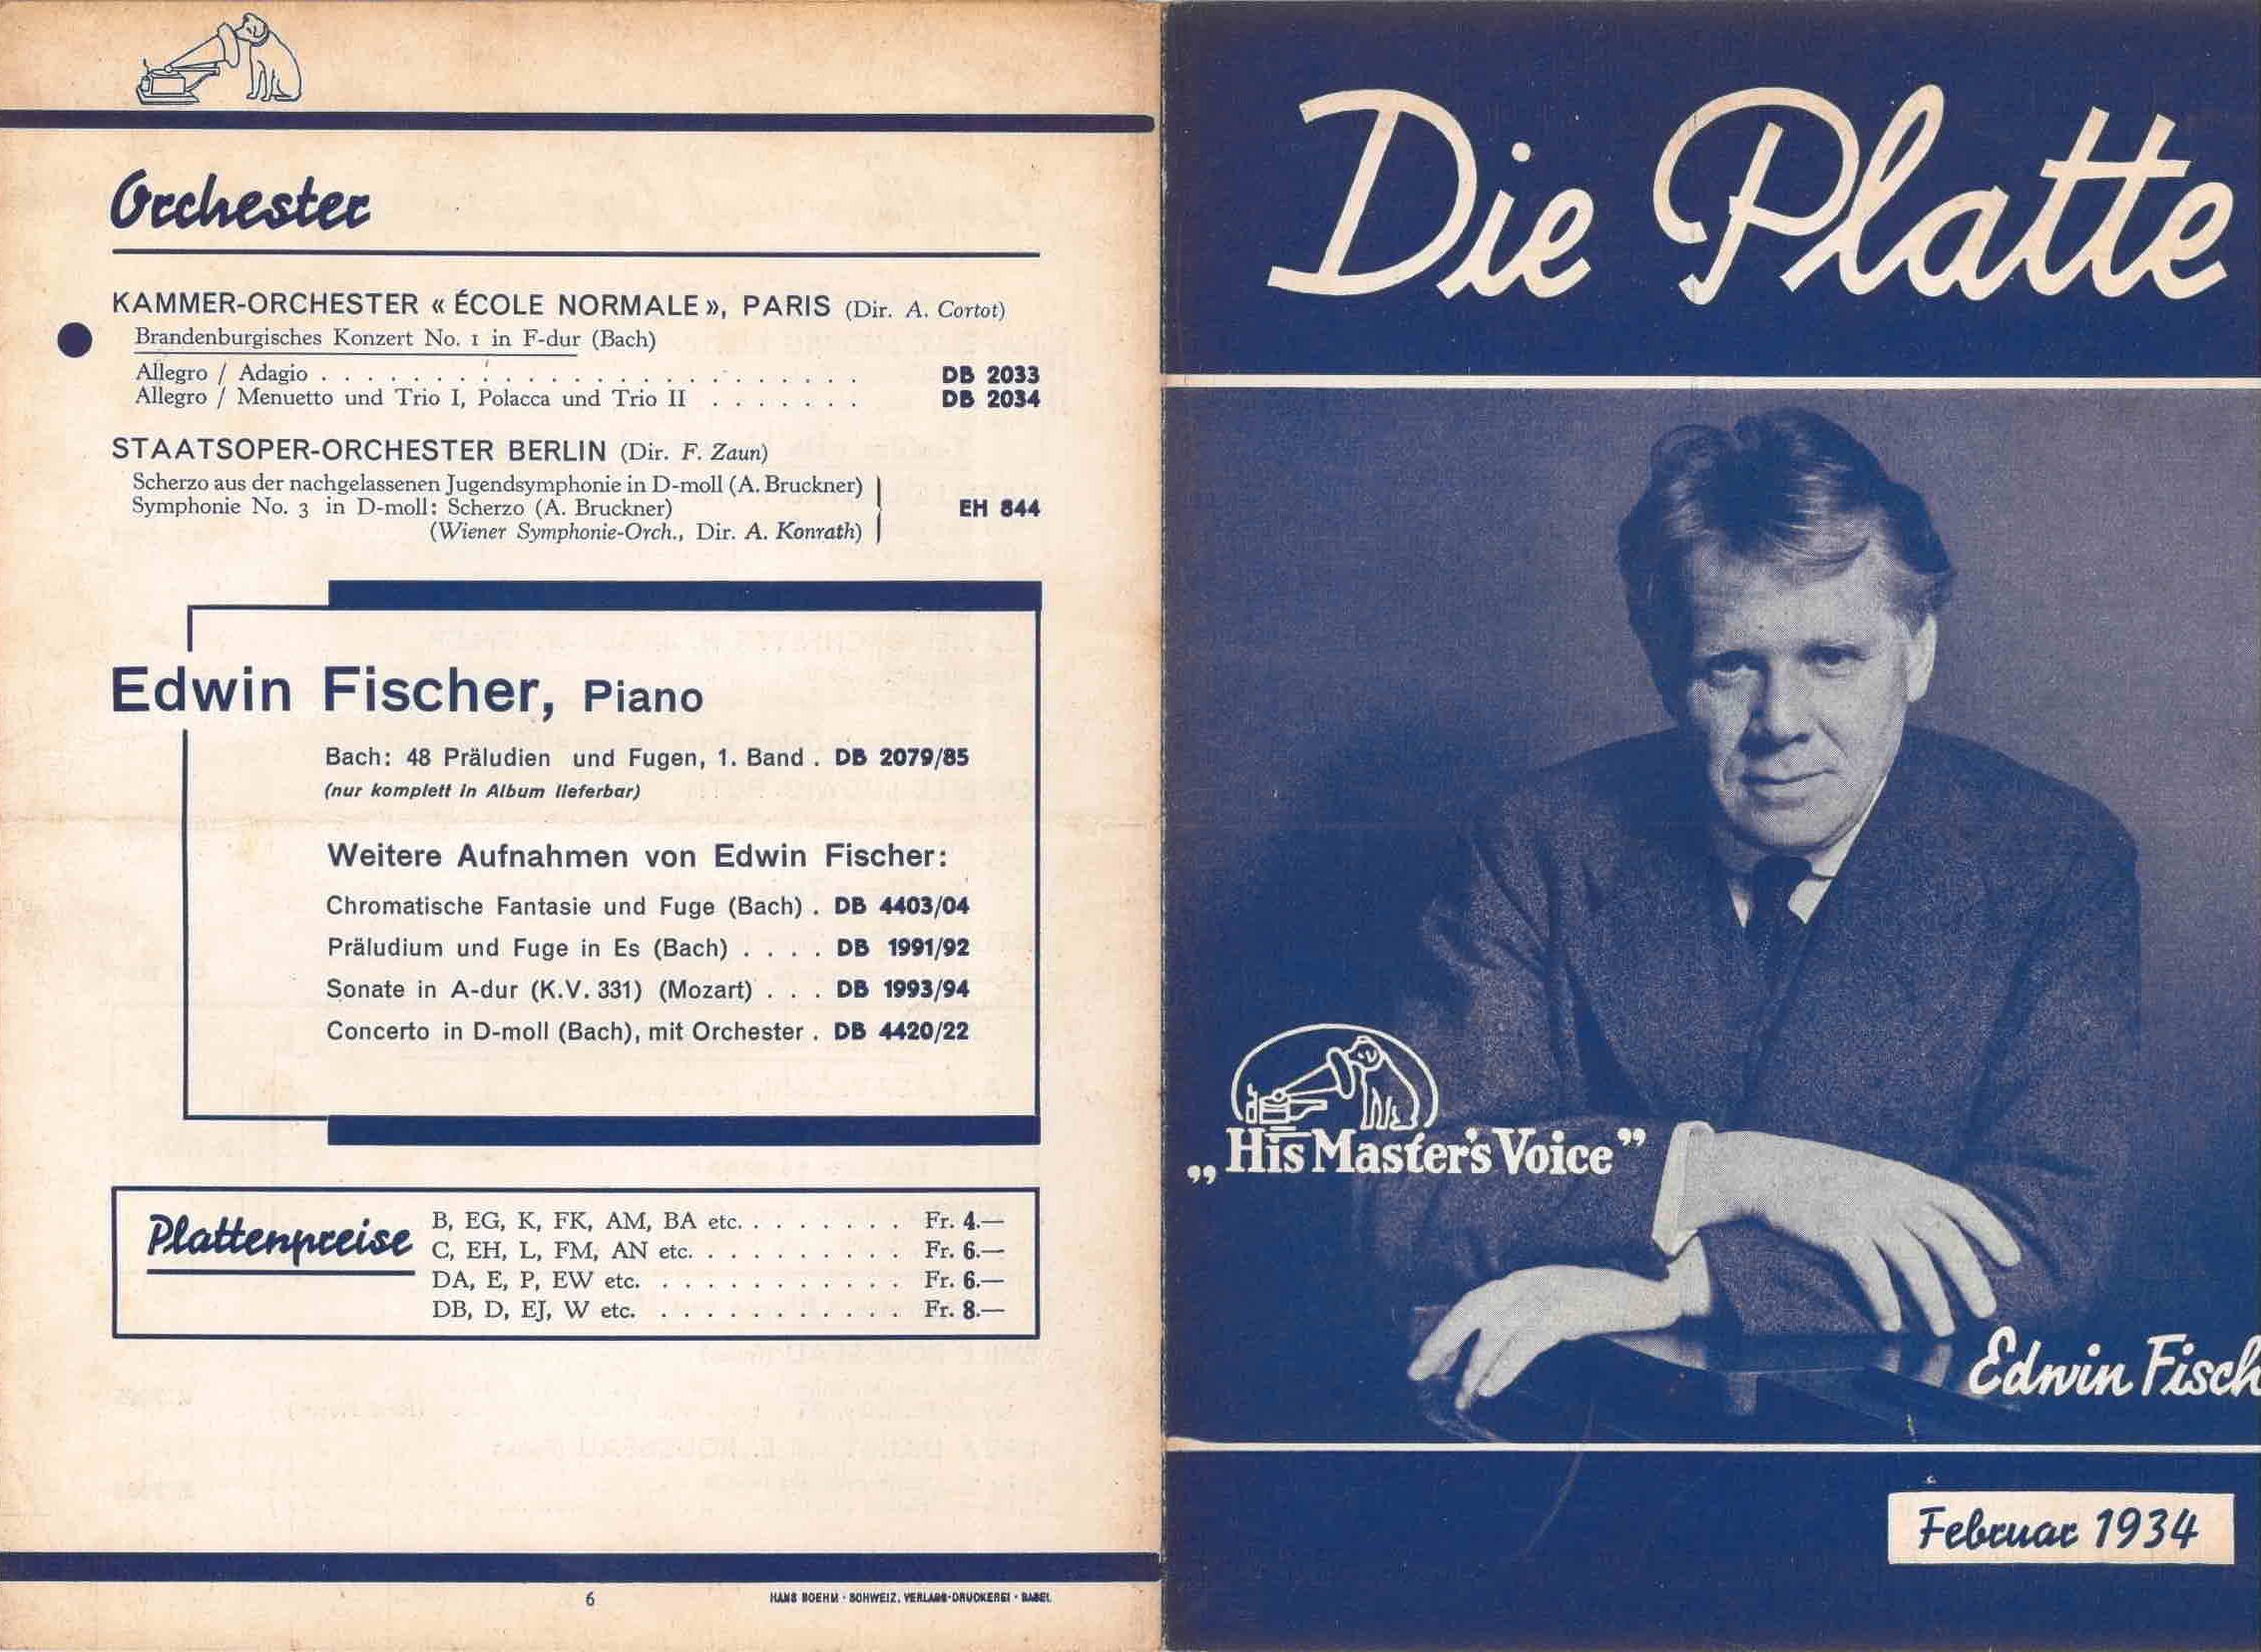 Orchester
KAMMER-ORCHESTER « ÉCOLE NORMALE », PARIS (Dir. A. Cortot)
Brandenburgisches Konzert No. 1 in F-dur (Bach)
Allegro / Adagio . . . . . . . . . . . . . . . . . . . . . . . . DB 2033
Allegro / Menuetto und Trio I, Polacca und Trio II . . . . . . . DB 2034
STAATSOPER-ORCHESTER BERLIN (Dir. F. Zaun)
Scherzo aus der nachgelassenen Jugendsymphonie in D-moll (A. Bruckner)
Symphonie No. 3 in D-moll: Scherzo (A. Bruckner) EH 844
(Wiener Symphonie-Orch., Dir. A. Konrath)
Edwin Fischer, Piano
Bach: 48 Präludien und Fugen, 1. Band . DB 2079/85
(nur komplett in Album lieferbar)
Weitere Aufnahmen von Edwin Fischer:
Chromatische Fantasie und Fuge (Bach) . DB 4403/04
Präludium und Fuge in Es (Bach) . . . . DB 1991/92
Sonate in A-dur (K.V. 331) (Mozart) . . . DB 1993/94
Concerto in D-moll (Bach), mit Orchester . DB 4420/22
Plattenpreise
B, EG, K, FK, AM, BA etc. . . . . . . . Fr. 4.—
C, EH, L, FM, AN etc. . . . . . . . . . Fr. 6.—
DA, E, P, EW etc. . . . . . . . . . . . Fr. 6.—
DB, D, EJ, W etc. . . . . . . . . . . . Fr. 8.—
6
HANS BOEHM · SCHWEIZ. VERLAGS-DRUCKEREI · BASEL
Die Platte
„His Master's Voice”
Edwin Fisch
Februar 1934